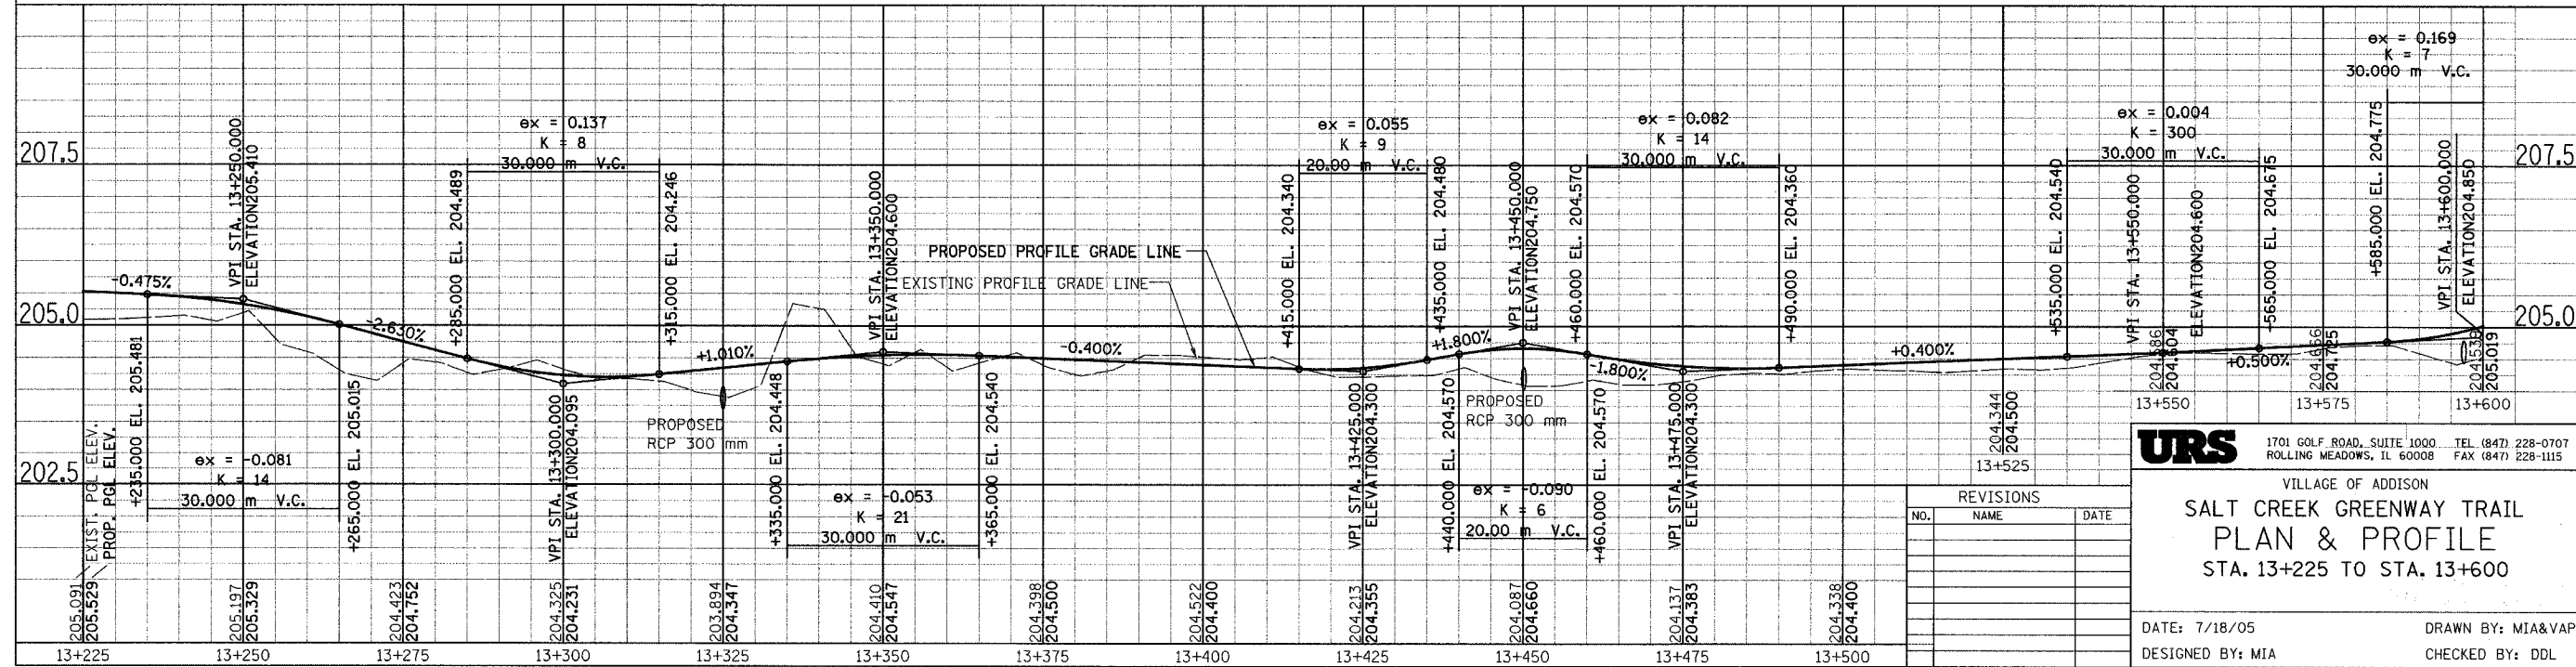 ex = 0.169
K = 7
30.000 m V.C.
ex = 0.137
K = 8
30.000 m V.C.
ex = 0.055
K = 9
20.00 m V.C.
ex = 0.082
K = 14
30.000 m V.C.
ex = 0.004
K = 300
30.000 m V.C.
207.5
207.5
VPI STA. 13+250.000
ELEVATION205.410
+285.000 EL. 204.489
+315.000 EL. 204.246
VPI STA. 13+350.000
ELEVATION204.600
+415.000 EL. 204.340
+435.000 EL. 204.480
VPI STA. 13+450.000
ELEVATION204.750
+460.000 EL. 204.570
+490.000 EL. 204.360
+535.000 EL. 204.540
VPI STA. 13+550.000
ELEVATION204.600
+565.000 EL. 204.675
+585.000 EL. 204.775
VPI STA. 13+600.000
ELEVATION204.850
PROPOSED PROFILE GRADE LINE
EXISTING PROFILE GRADE LINE
205.0
205.0
-0.475%
-2.630%
+1.010%
-0.400%
+1.800%
-1.800%
+0.400%
+0.500%
EXIST. PGL ELEV.
PROP. PGL ELEV.
+235.000 EL. 205.481
ex = -0.081
K = 14
30.000 m V.C.
+265.000 EL. 205.015
VPI STA. 13+300.000
ELEVATION204.095
PROPOSED
RCP 300 mm
+335.000 EL. 204.448
ex = -0.053
K = 21
30.000 m V.C.
+365.000 EL. 204.540
VPI STA. 13+425.000
ELEVATION204.300
+440.000 EL. 204.570
PROPOSED
RCP 300 mm
ex = -0.090
K = 6
20.00 m V.C.
+460.000 EL. 204.570
VPI STA. 13+475.000
ELEVATION204.300
202.5
205.091
205.529
205.197
205.329
204.423
204.752
204.325
204.231
203.894
204.347
204.410
204.547
204.398
204.500
204.522
204.400
204.213
204.355
204.087
204.660
204.137
204.383
204.338
204.400
204.344
204.500
204.586
204.604
204.656
204.725
205.019
13+225
13+250
13+275
13+300
13+325
13+350
13+375
13+400
13+425
13+450
13+475
13+500
13+525
13+550
13+575
13+600
REVISIONS
NO. NAME DATE
URS
1701 GOLF ROAD, SUITE 1000 TEL (847) 228-0707
ROLLING MEADOWS, IL 60008 FAX (847) 228-1115
VILLAGE OF ADDISON
SALT CREEK GREENWAY TRAIL
PLAN & PROFILE
STA. 13+225 TO STA. 13+600
DATE: 7/18/05 DRAWN BY: MIA&VAP
DESIGNED BY: MIA CHECKED BY: DDL